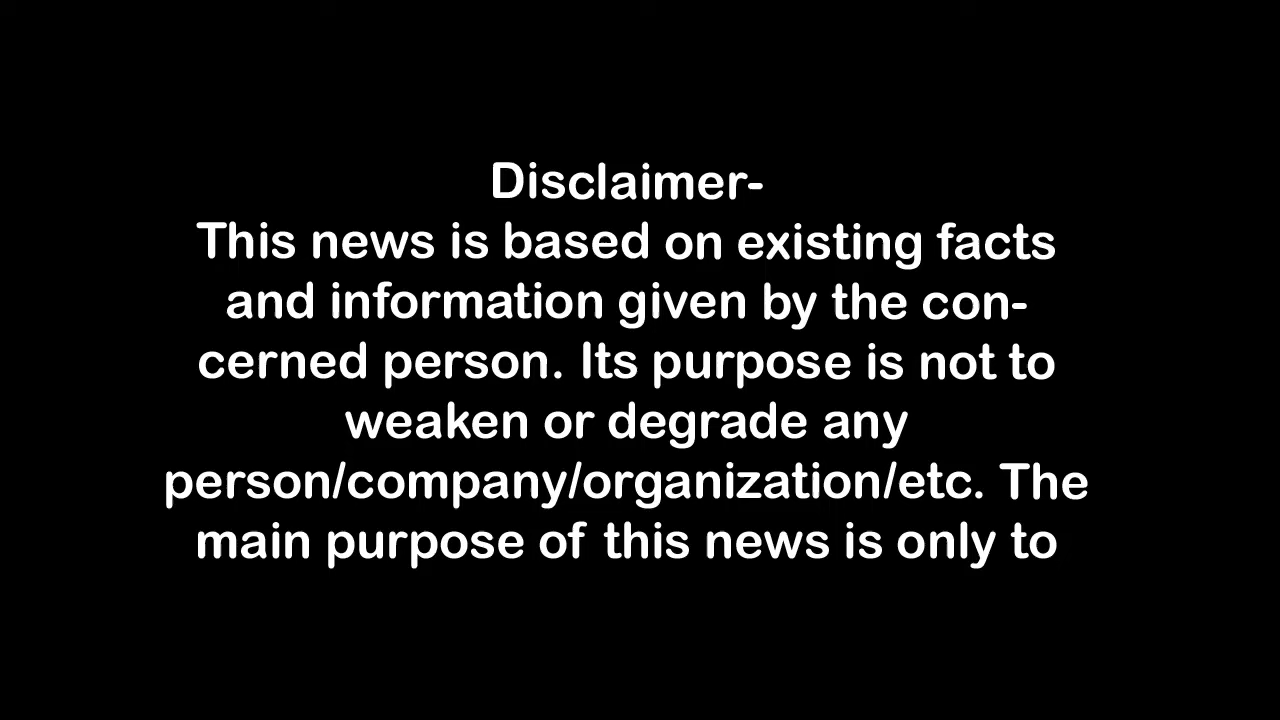 Disclaimer-
This news is based on existing facts
and information given by the con-
cerned person. Its purpose is not to
weaken or degrade any
person/company/organization/etc. The
main purpose of this news is only to